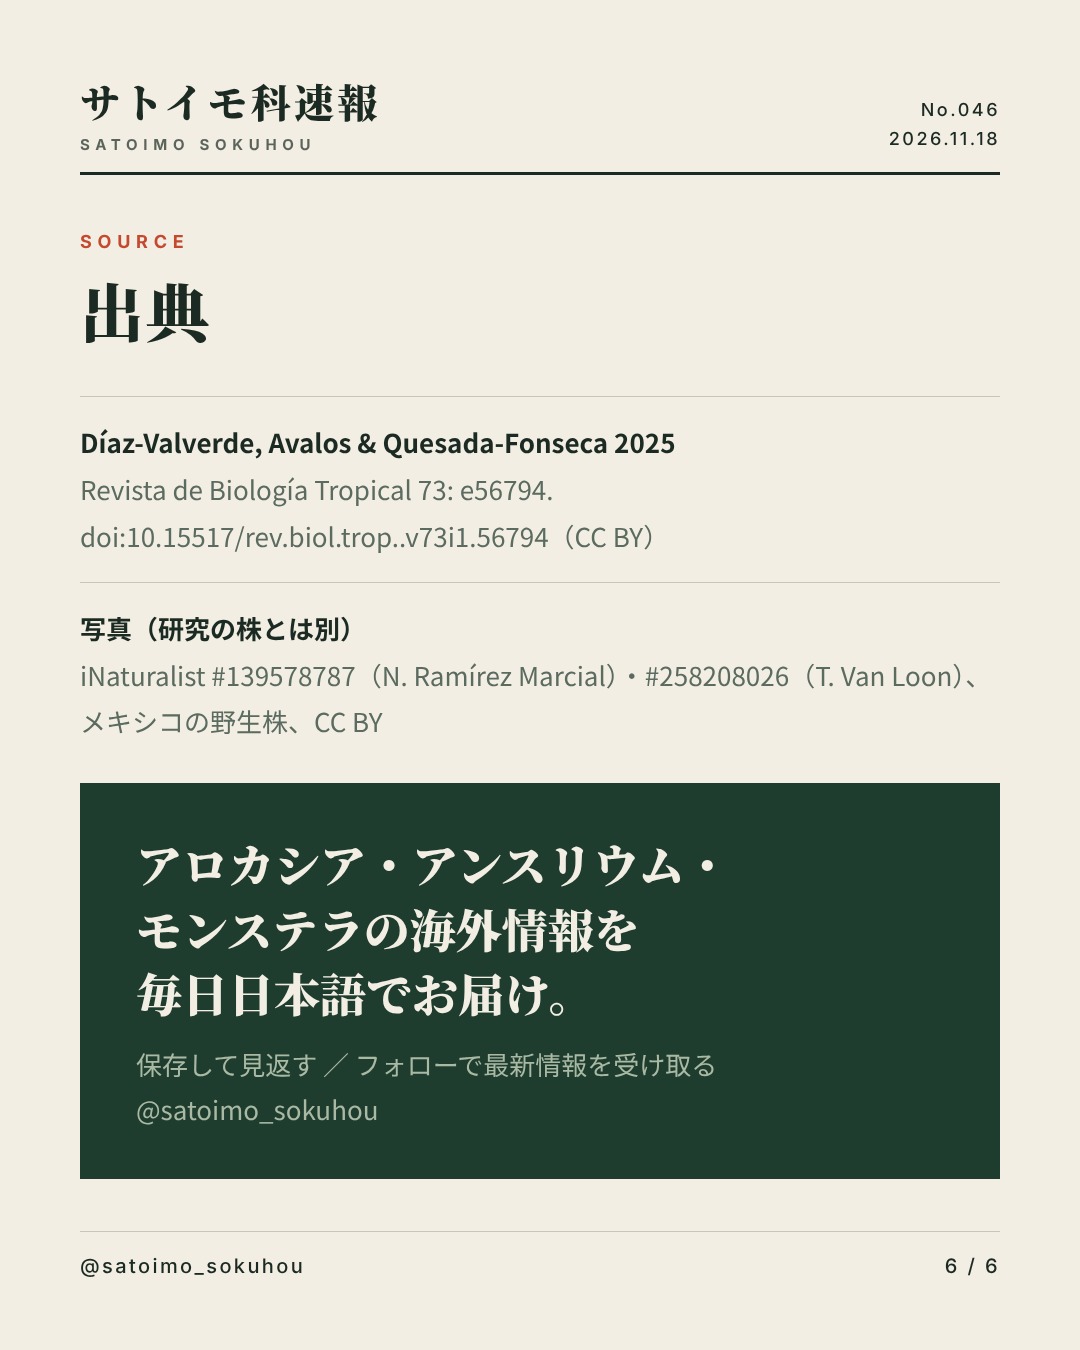 サトイモ科速報
SATOIMO SOKUHOU
No.046
2026.11.18
SOURCE
出典
Díaz-Valverde, Avalos & Quesada-Fonseca 2025
Revista de Biología Tropical 73: e56794.
doi:10.15517/rev.biol.trop..v73i1.56794（CC BY）
写真（研究の株とは別）
iNaturalist #139578787（N. Ramírez Marcial）・#258208026（T. Van Loon）、
メキシコの野生株、CC BY
アロカシア・アンスリウム・
モンステラの海外情報を
毎日日本語でお届け。
保存して見返す ／ フォローで最新情報を受け取る
@satoimo_sokuhou
@satoimo_sokuhou
6 / 6